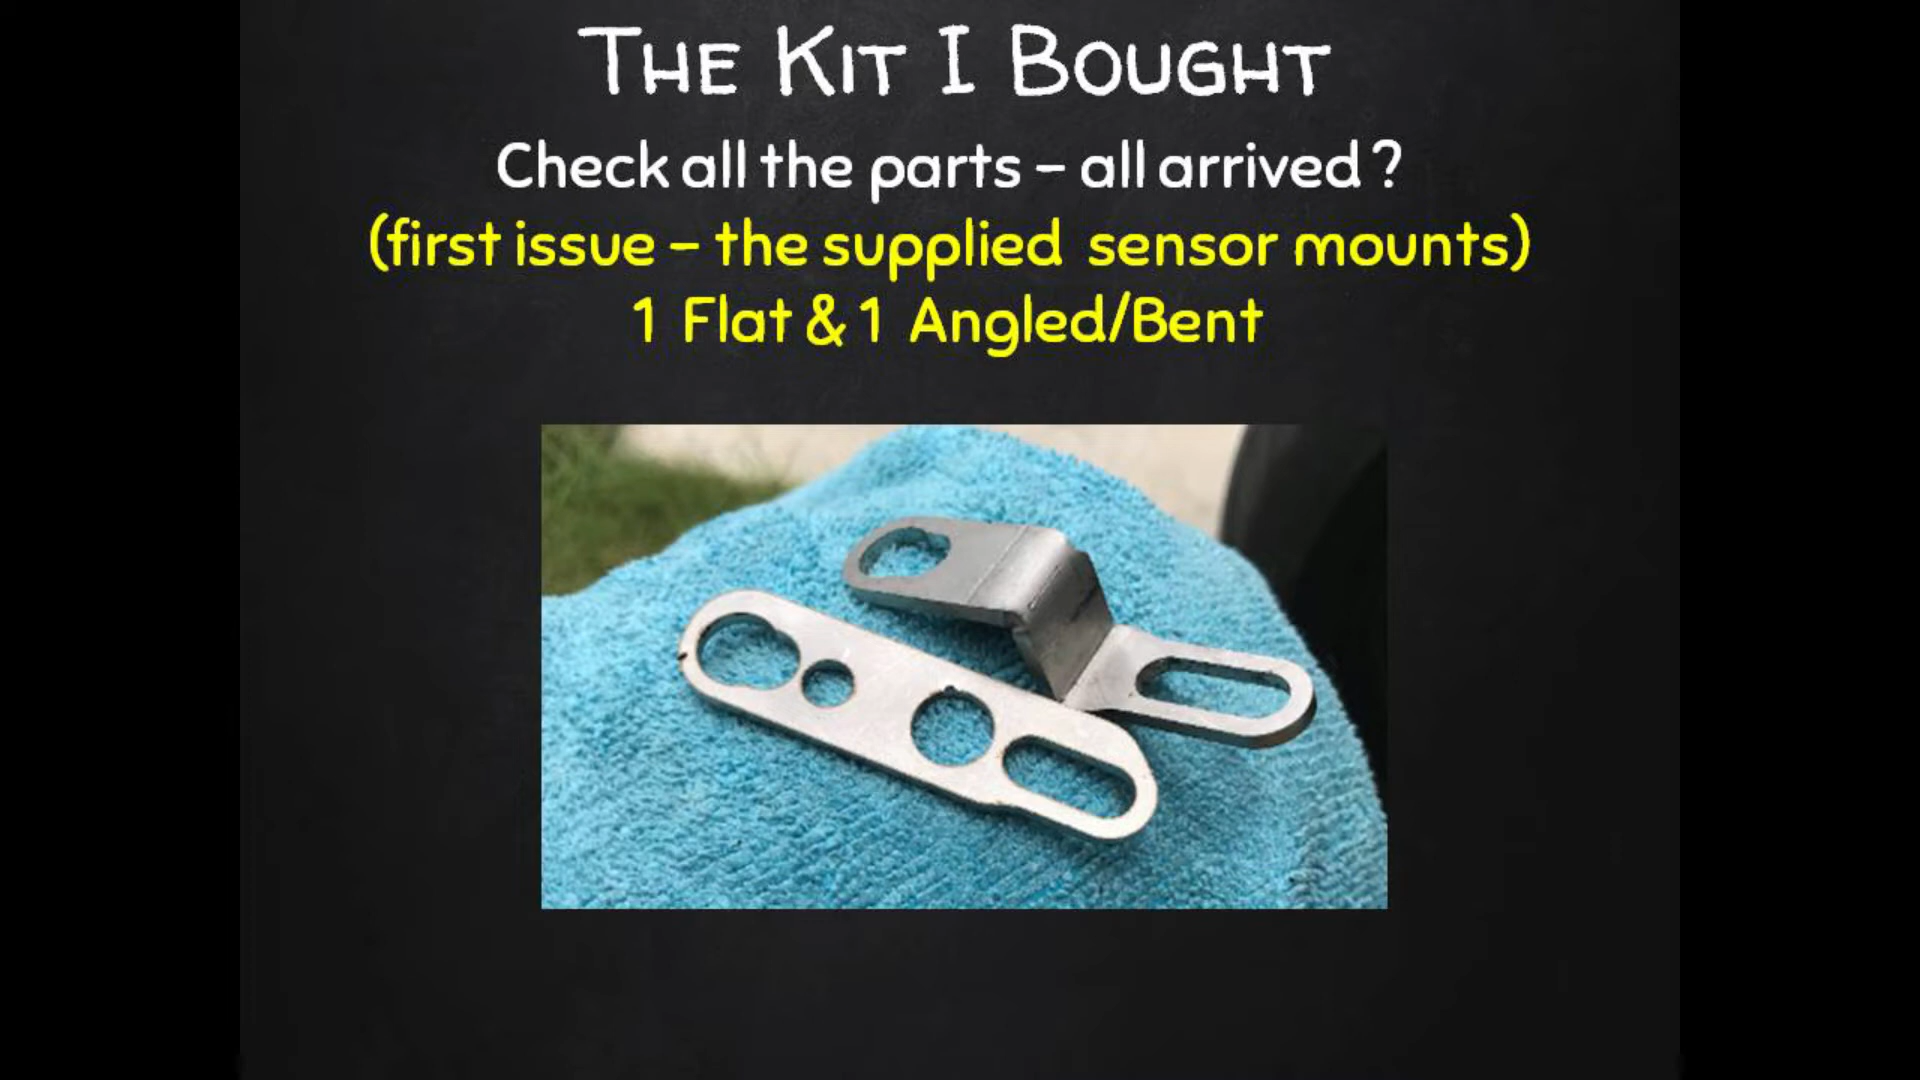 The Kit I Bought
Check all the parts – all arrived ?
(first issue – the supplied sensor mounts)
1 Flat & 1 Angled/Bent